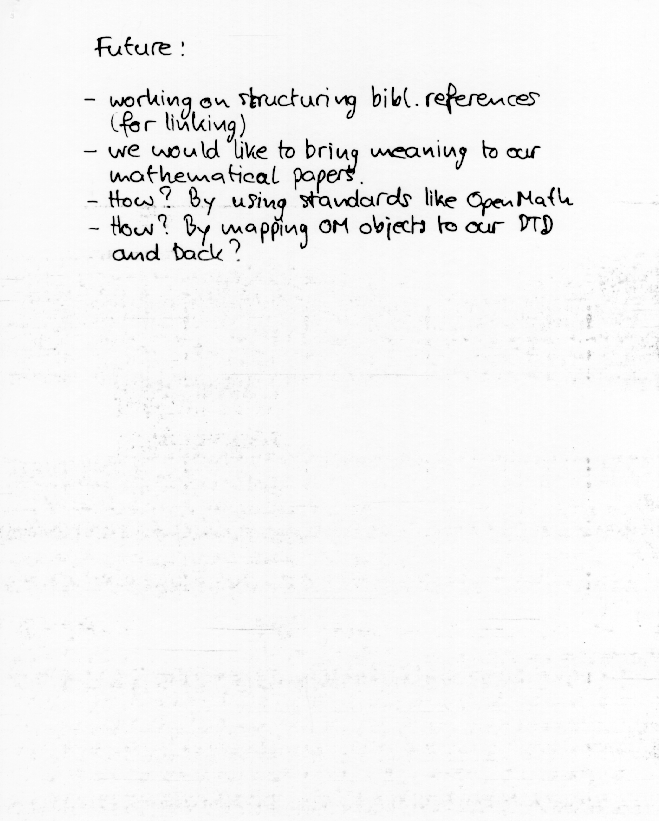 Future:
- working on structuring bibl. references
(for linking)
- we would like to bring meaning to our
mathematical papers.
- How? By using standards like OpenMath
- How? By mapping OM objects to our DTD
and back?